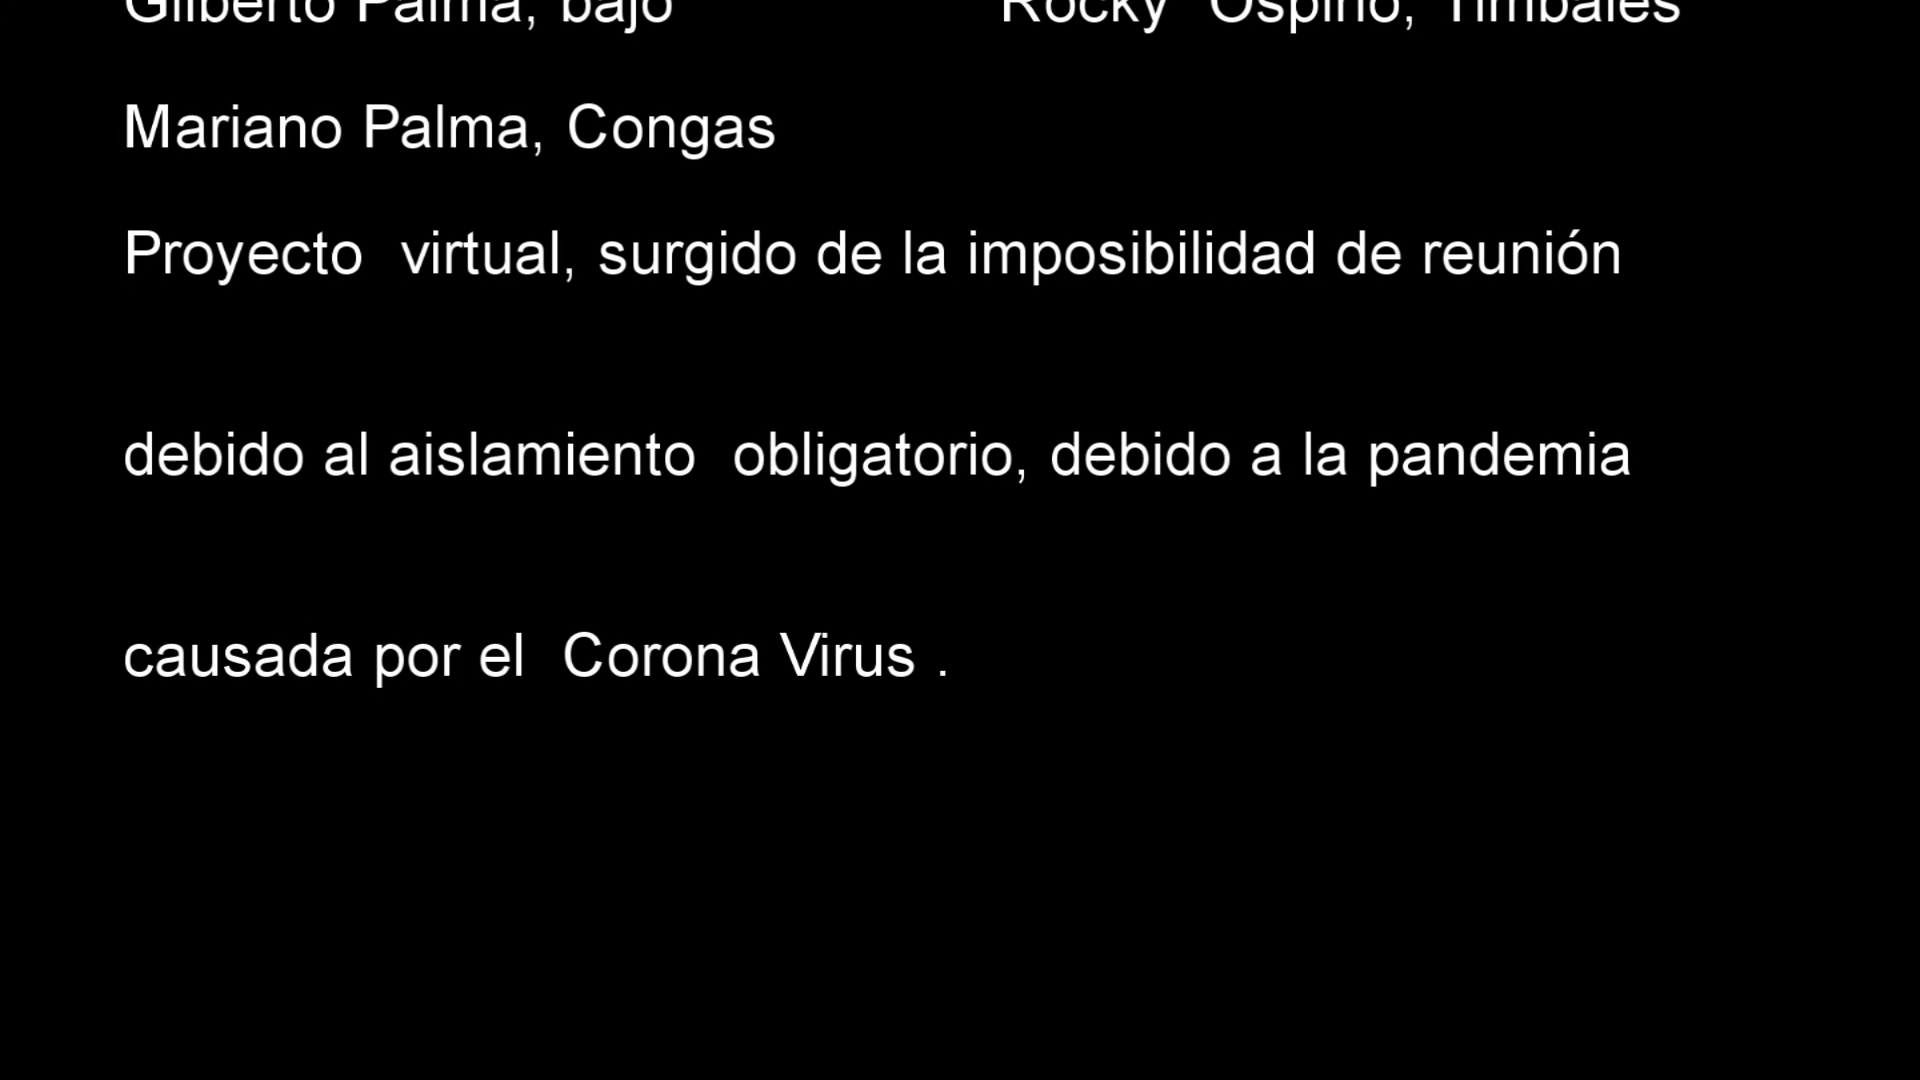 Gilberto Palma, bajo Rocky Ospino, Timbales
Mariano Palma, Congas
Proyecto virtual, surgido de la imposibilidad de reunión
debido al aislamiento obligatorio, debido a la pandemia
causada por el Corona Virus .